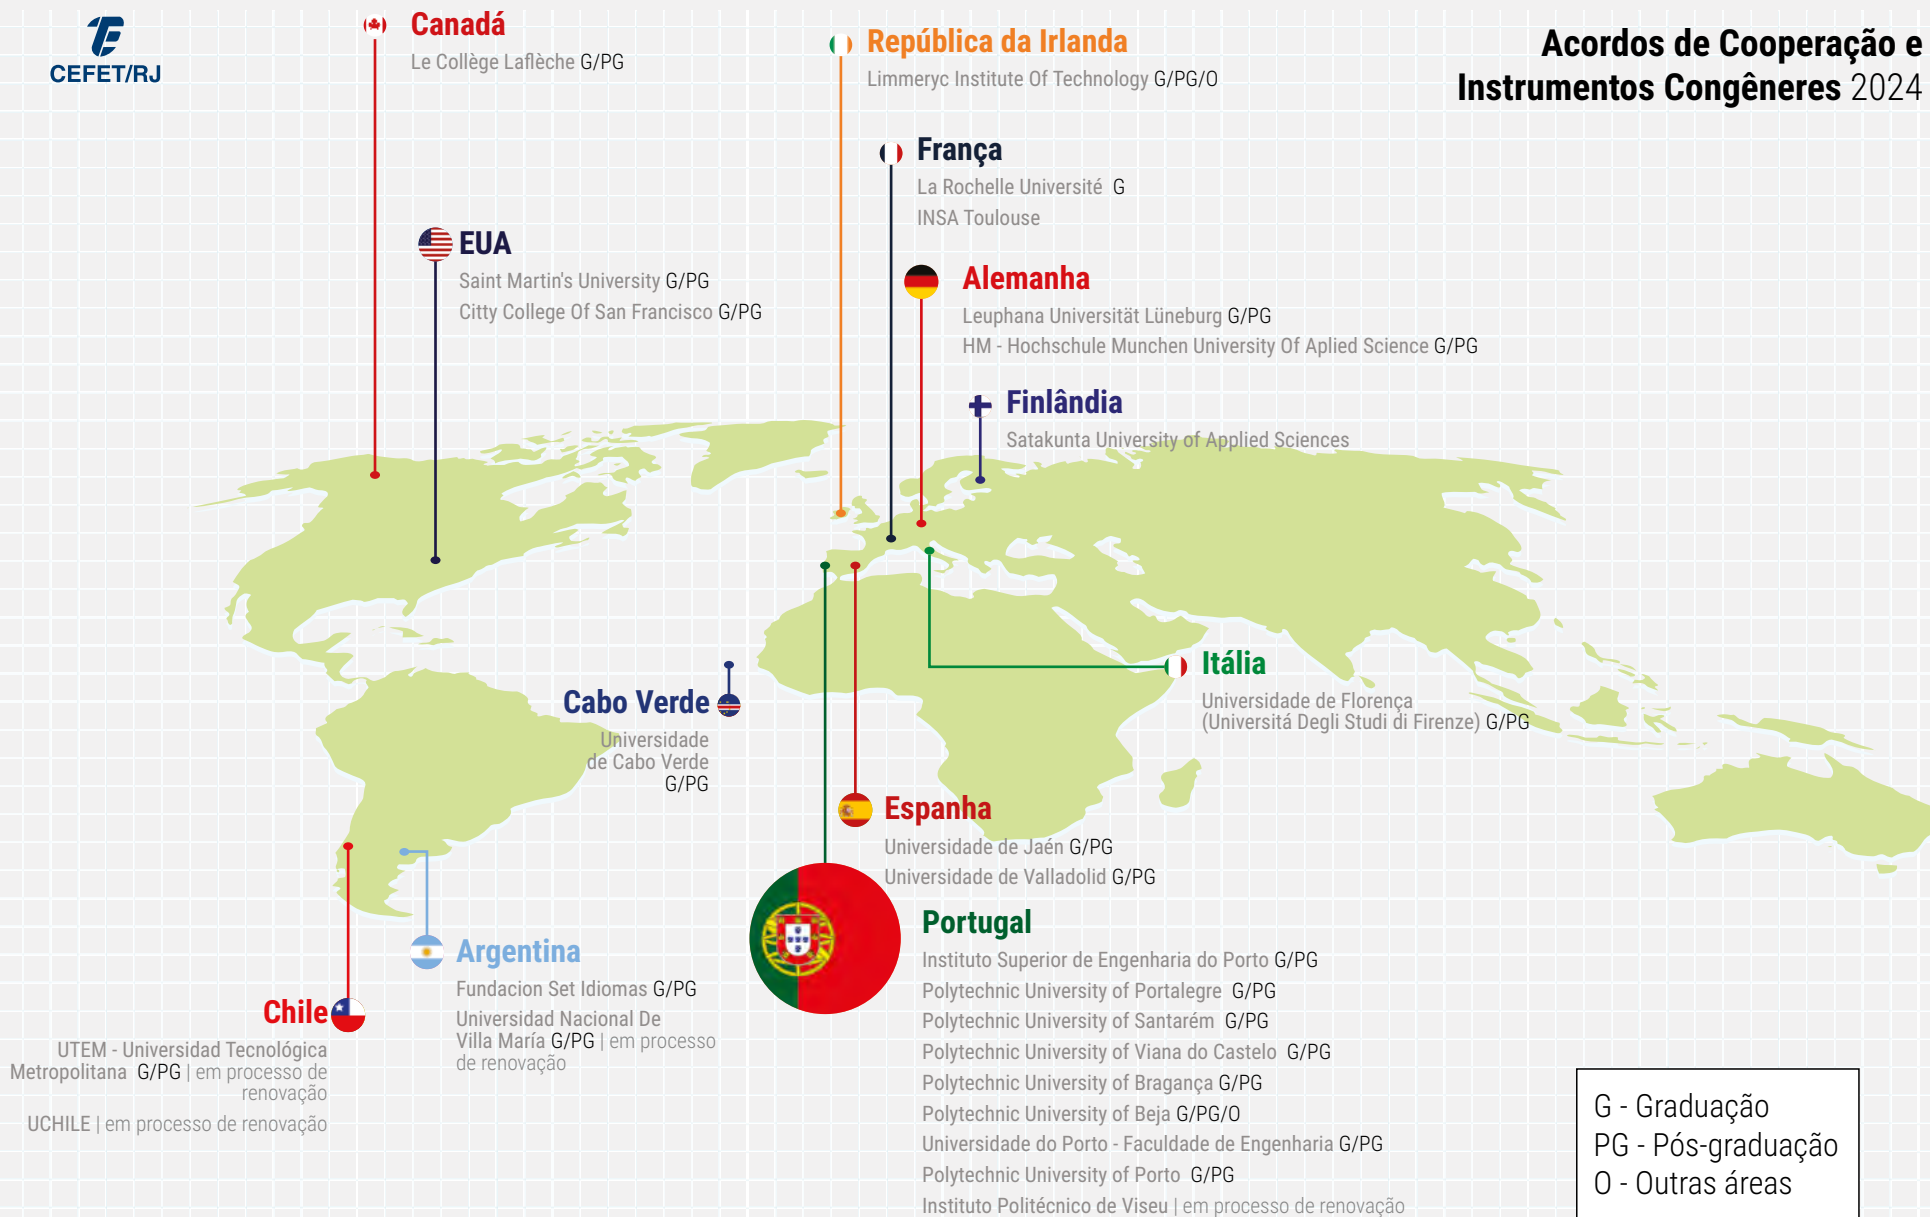 CEFET/RJ
Acordos de Cooperação e
Instrumentos Congêneres 2024
Canadá
Le Collège Laflèche G/PG
República da Irlanda
Limmeryc Institute Of Technology G/PG/O
França
La Rochelle Université G
INSA Toulouse
EUA
Saint Martin's University G/PG
Citty College Of San Francisco G/PG
Alemanha
Leuphana Universität Lüneburg G/PG
HM - Hochschule Munchen University Of Aplied Science G/PG
Finlândia
Satakunta University of Applied Sciences
Itália
Universidade de Florença
(Universitá Degli Studi di Firenze) G/PG
Cabo Verde
Universidade
de Cabo Verde
G/PG
Espanha
Universidade de Jaén G/PG
Universidade de Valladolid G/PG
Portugal
Instituto Superior de Engenharia do Porto G/PG
Polytechnic University of Portalegre G/PG
Polytechnic University of Santarém G/PG
Polytechnic University of Viana do Castelo G/PG
Polytechnic University of Bragança G/PG
Polytechnic University of Beja G/PG/O
Universidade do Porto - Faculdade de Engenharia G/PG
Polytechnic University of Porto G/PG
Instituto Politécnico de Viseu | em processo de renovação
Argentina
Fundacion Set Idiomas G/PG
Universidad Nacional De
Villa María G/PG | em processo
de renovação
Chile
UTEM - Universidad Tecnológica
Metropolitana G/PG | em processo de
renovação
UCHILE | em processo de renovação
G - Graduação
PG - Pós-graduação
O - Outras áreas